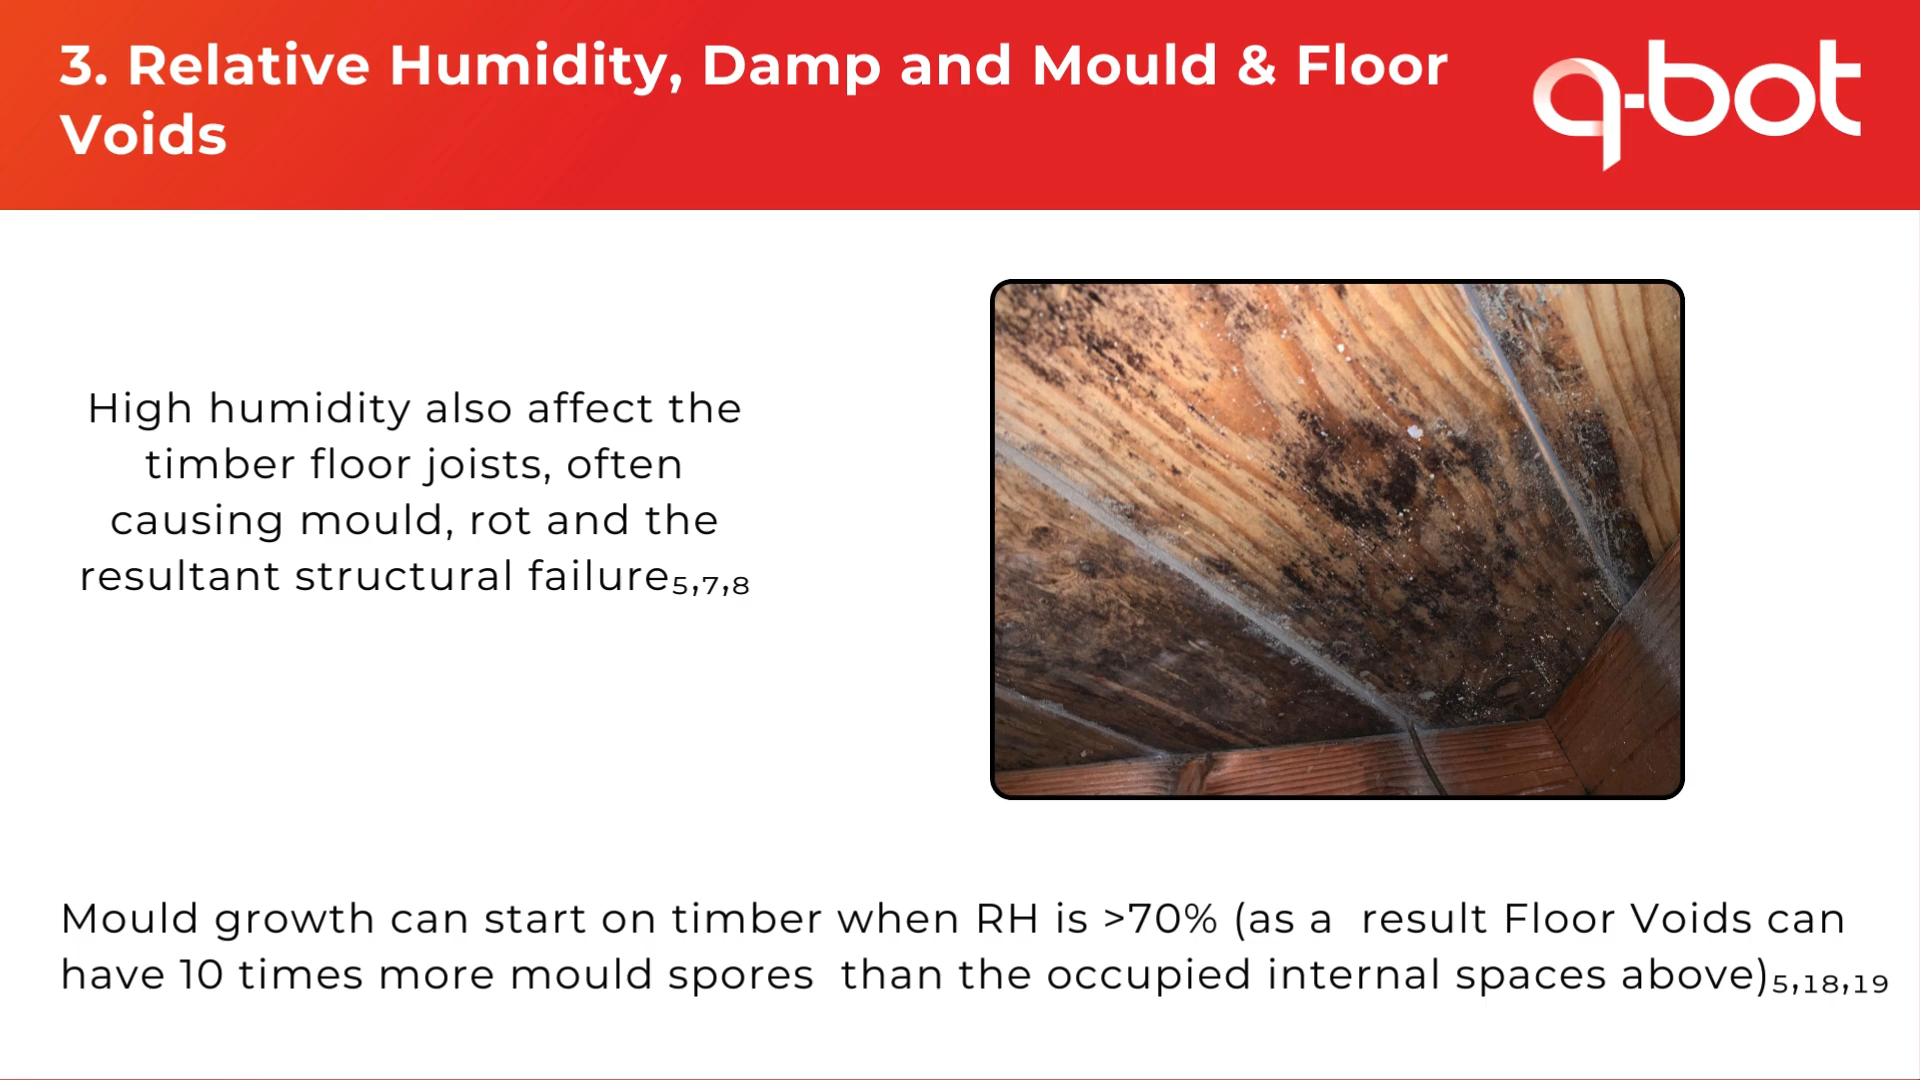 3. Relative Humidity, Damp and Mould & Floor
Voids
q-bot
High humidity also affect the
timber floor joists, often
causing mould, rot and the
resultant structural failure5,7,8
Mould growth can start on timber when RH is >70% (as a  result Floor Voids can
have 10 times more mould spores  than the occupied internal spaces above)5,18,19